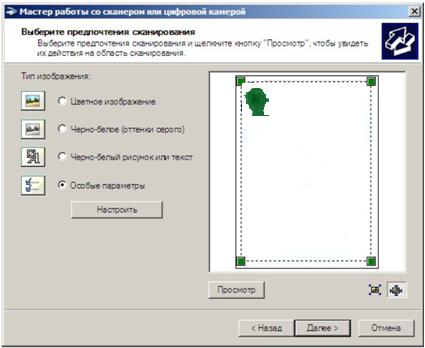 Мастер работы со сканером или цифровой камерой
Выберите предпочтения сканирования
Выберите предпочтения сканирования и щелкните кнопку "Просмотр", чтобы увидеть
их действия на область сканирования.
Тип изображения:
Цветное изображение
Черно-белое (оттенки серого)
Черно-белый рисунок или текст
Особые параметры
Настроить
Просмотр
< Назад
Далее >
Отмена